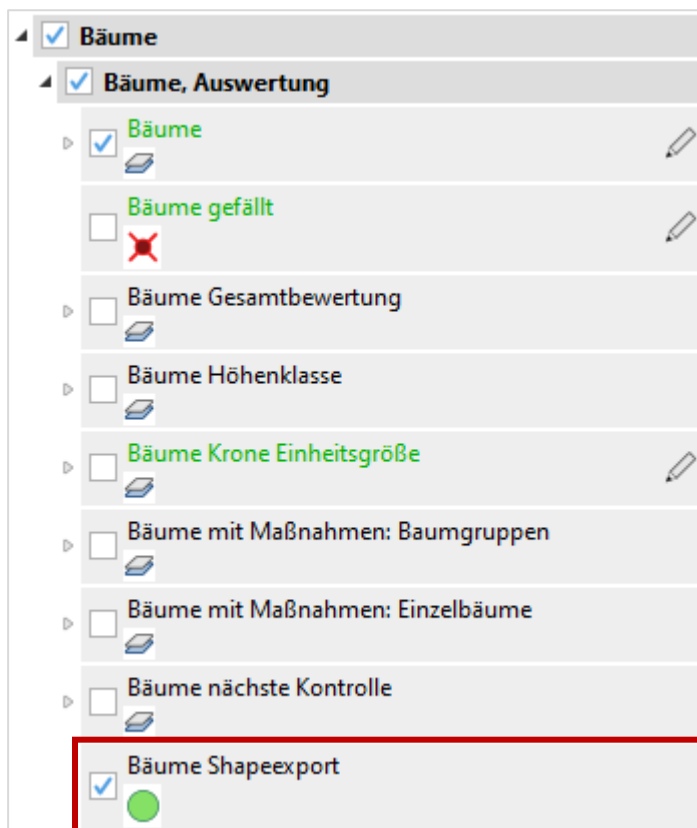 Bäume
Bäume, Auswertung
Bäume
Bäume gefällt
Bäume Gesamtbewertung
Bäume Höhenklasse
Bäume Krone Einheitsgröße
Bäume mit Maßnahmen: Baumgruppen
Bäume mit Maßnahmen: Einzelbäume
Bäume nächste Kontrolle
Bäume Shapeexport